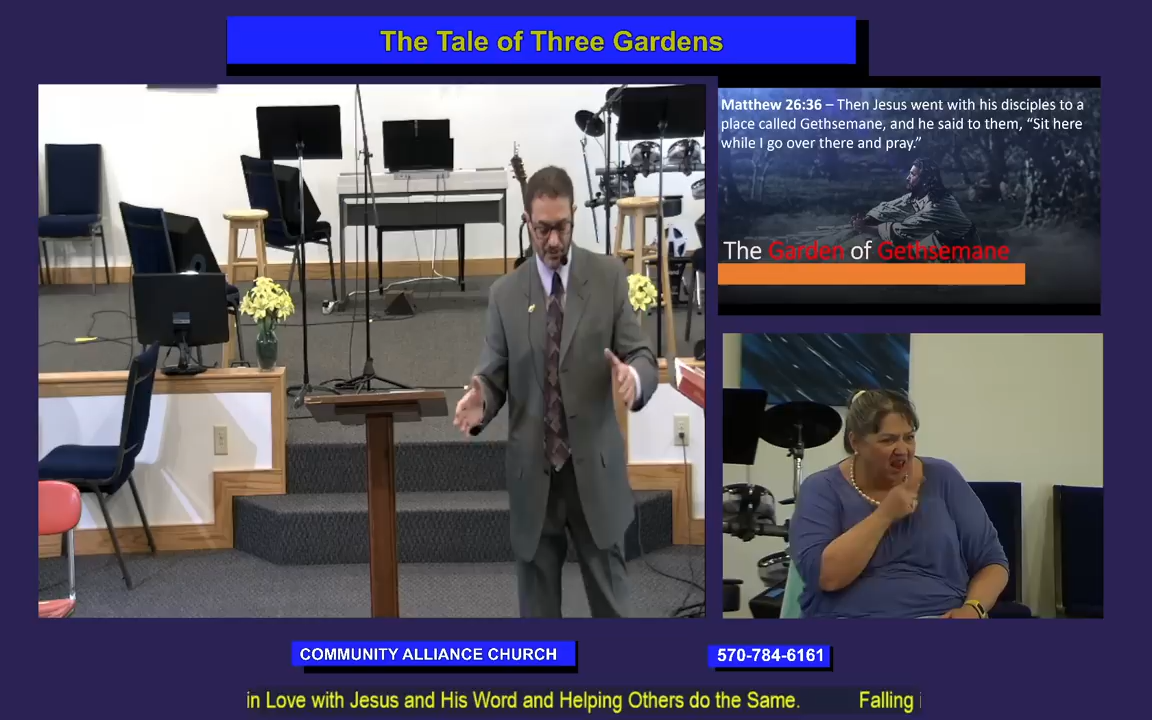 The Tale of Three Gardens
Matthew 26:36 – Then Jesus went with his disciples to a
place called Gethsemane, and he said to them, “Sit here
while I go over there and pray.”
The Garden of Gethsemane
COMMUNITY ALLIANCE CHURCH
570-784-6161
in Love with Jesus and His Word and Helping Others do the Same. Falling